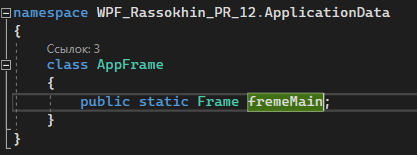 namespace WPF_Rassokhin_PR_12.ApplicationData
{
Ссылок: 3
class AppFrame
{
public static Frame fremeMain;
}
}